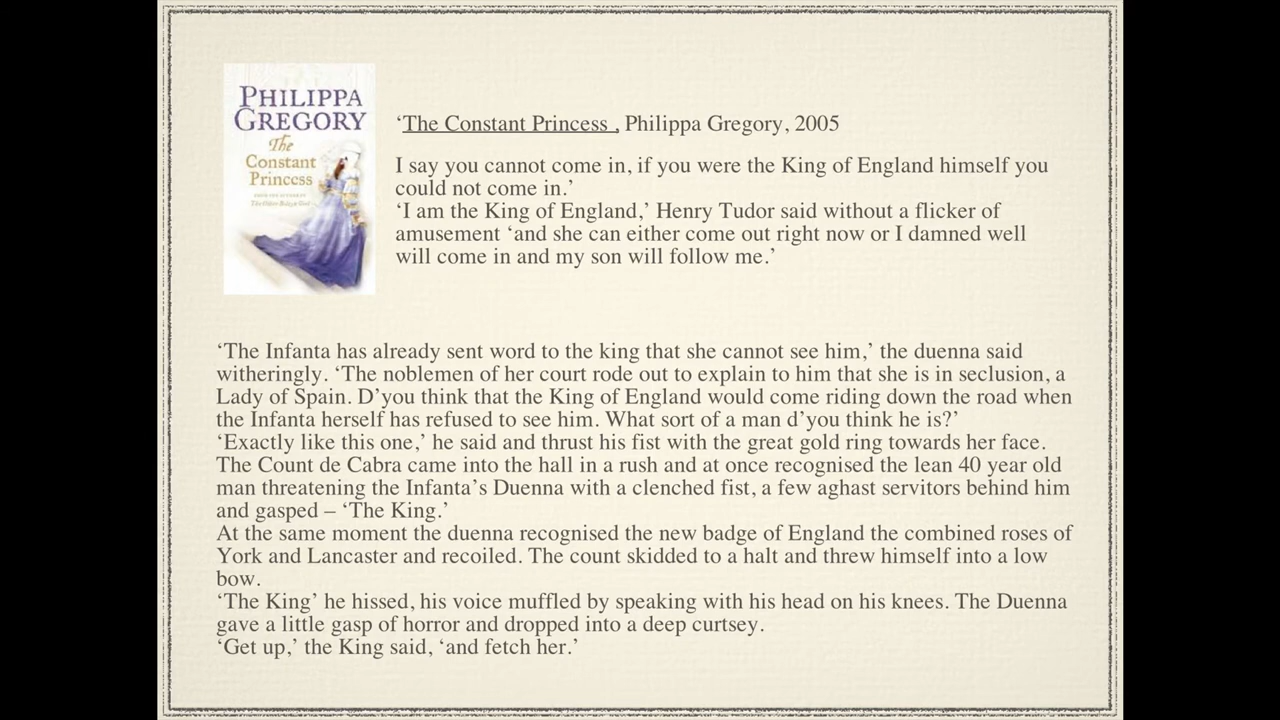 PHILIPPA
GREGORY
The
Constant
Princess
‘The Constant Princess , Philippa Gregory, 2005
I say you cannot come in, if you were the King of England himself you
could not come in.’
‘I am the King of England,’ Henry Tudor said without a flicker of
amusement ‘and she can either come out right now or I damned well
will come in and my son will follow me.’
‘The Infanta has already sent word to the king that she cannot see him,’ the duenna said
witheringly. ‘The noblemen of her court rode out to explain to him that she is in seclusion, a
Lady of Spain. D’you think that the King of England would come riding down the road when
the Infanta herself has refused to see him. What sort of a man d’you think he is?’
‘Exactly like this one,’ he said and thrust his fist with the great gold ring towards her face.
The Count de Cabra came into the hall in a rush and at once recognised the lean 40 year old
man threatening the Infanta’s Duenna with a clenched fist, a few aghast servitors behind him
and gasped – ‘The King.’
At the same moment the duenna recognised the new badge of England the combined roses of
York and Lancaster and recoiled. The count skidded to a halt and threw himself into a low
bow.
‘The King’ he hissed, his voice muffled by speaking with his head on his knees. The Duenna
gave a little gasp of horror and dropped into a deep curtsey.
‘Get up,’ the King said, ‘and fetch her.’